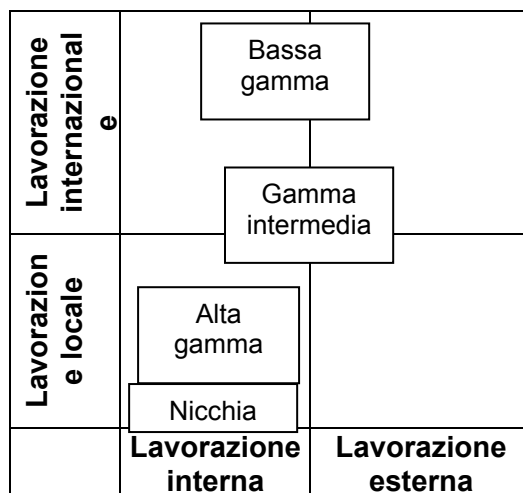 Lavorazione
internazional
e
Bassa
gamma
Gamma
intermedia
Lavorazion
e locale
Alta
gamma
Nicchia
Lavorazione
interna
Lavorazione
esterna